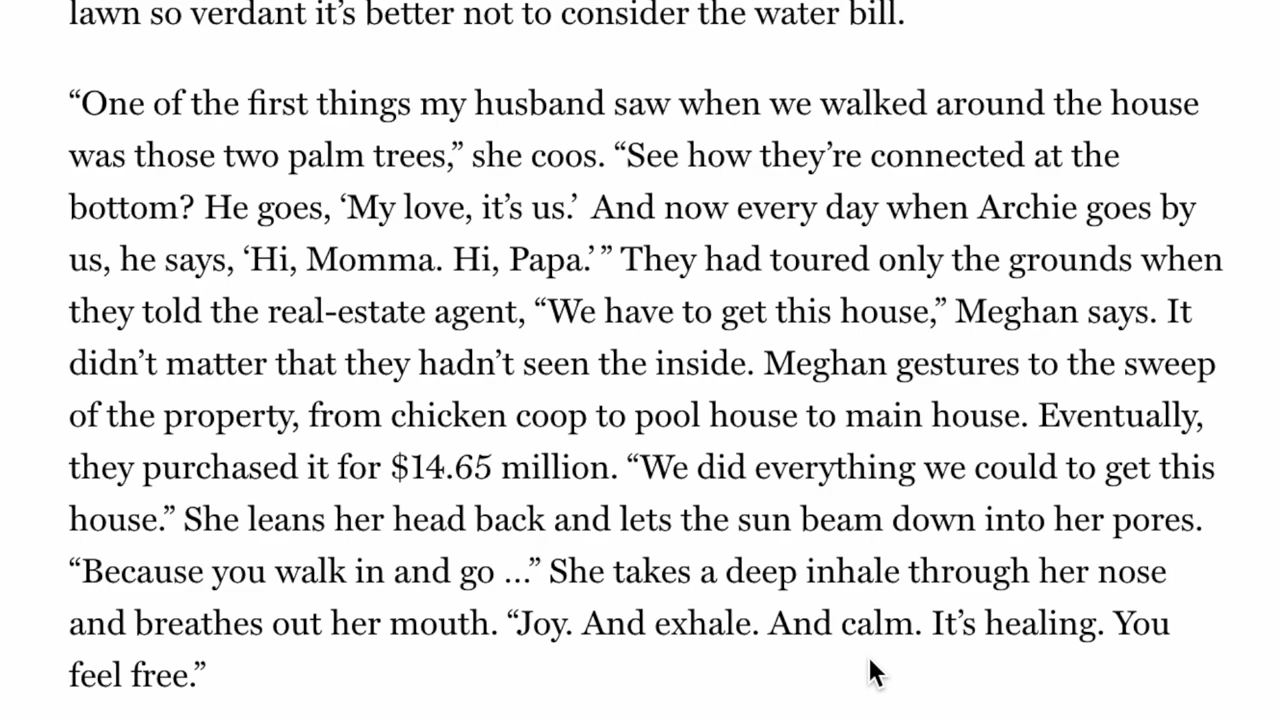 lawn so verdant it’s better not to consider the water bill.
“One of the first things my husband saw when we walked around the house
was those two palm trees,” she coos. “See how they’re connected at the
bottom? He goes, ‘My love, it’s us.’ And now every day when Archie goes by
us, he says, ‘Hi, Momma. Hi, Papa.’ ” They had toured only the grounds when
they told the real-estate agent, “We have to get this house,” Meghan says. It
didn’t matter that they hadn’t seen the inside. Meghan gestures to the sweep
of the property, from chicken coop to pool house to main house. Eventually,
they purchased it for $14.65 million. “We did everything we could to get this
house.” She leans her head back and lets the sun beam down into her pores.
“Because you walk in and go …” She takes a deep inhale through her nose
and breathes out her mouth. “Joy. And exhale. And calm. It’s healing. You
feel free.”